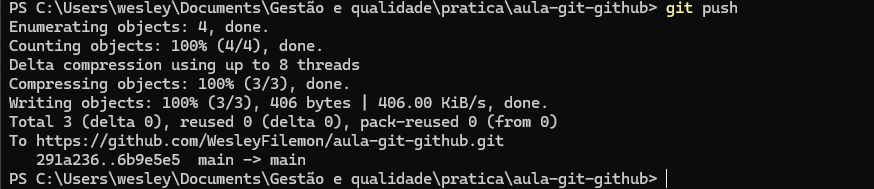 PS C:\Users\wesley\Documents\Gestão e qualidade\pratica\aula-git-github> git push
Enumerating objects: 4, done.
Counting objects: 100% (4/4), done.
Delta compression using up to 8 threads
Compressing objects: 100% (3/3), done.
Writing objects: 100% (3/3), 406 bytes | 406.00 KiB/s, done.
Total 3 (delta 0), reused 0 (delta 0), pack-reused 0 (from 0)
To https://github.com/WesleyFilemon/aula-git-github.git
   291a236..6b9e5e5  main -> main
PS C:\Users\wesley\Documents\Gestão e qualidade\pratica\aula-git-github>